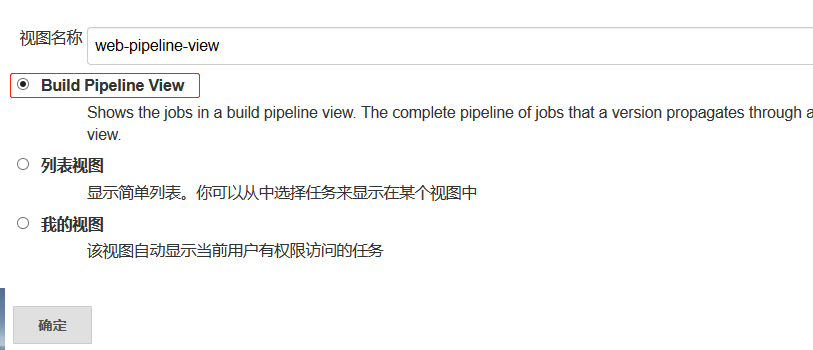 视图名称 web-pipeline-view
Build Pipeline View
Shows the jobs in a build pipeline view. The complete pipeline of jobs that a version propagates through a
view.
列表视图
显示简单列表。你可以从中选择任务来显示在某个视图中
我的视图
该视图自动显示当前用户有权限访问的任务
确定